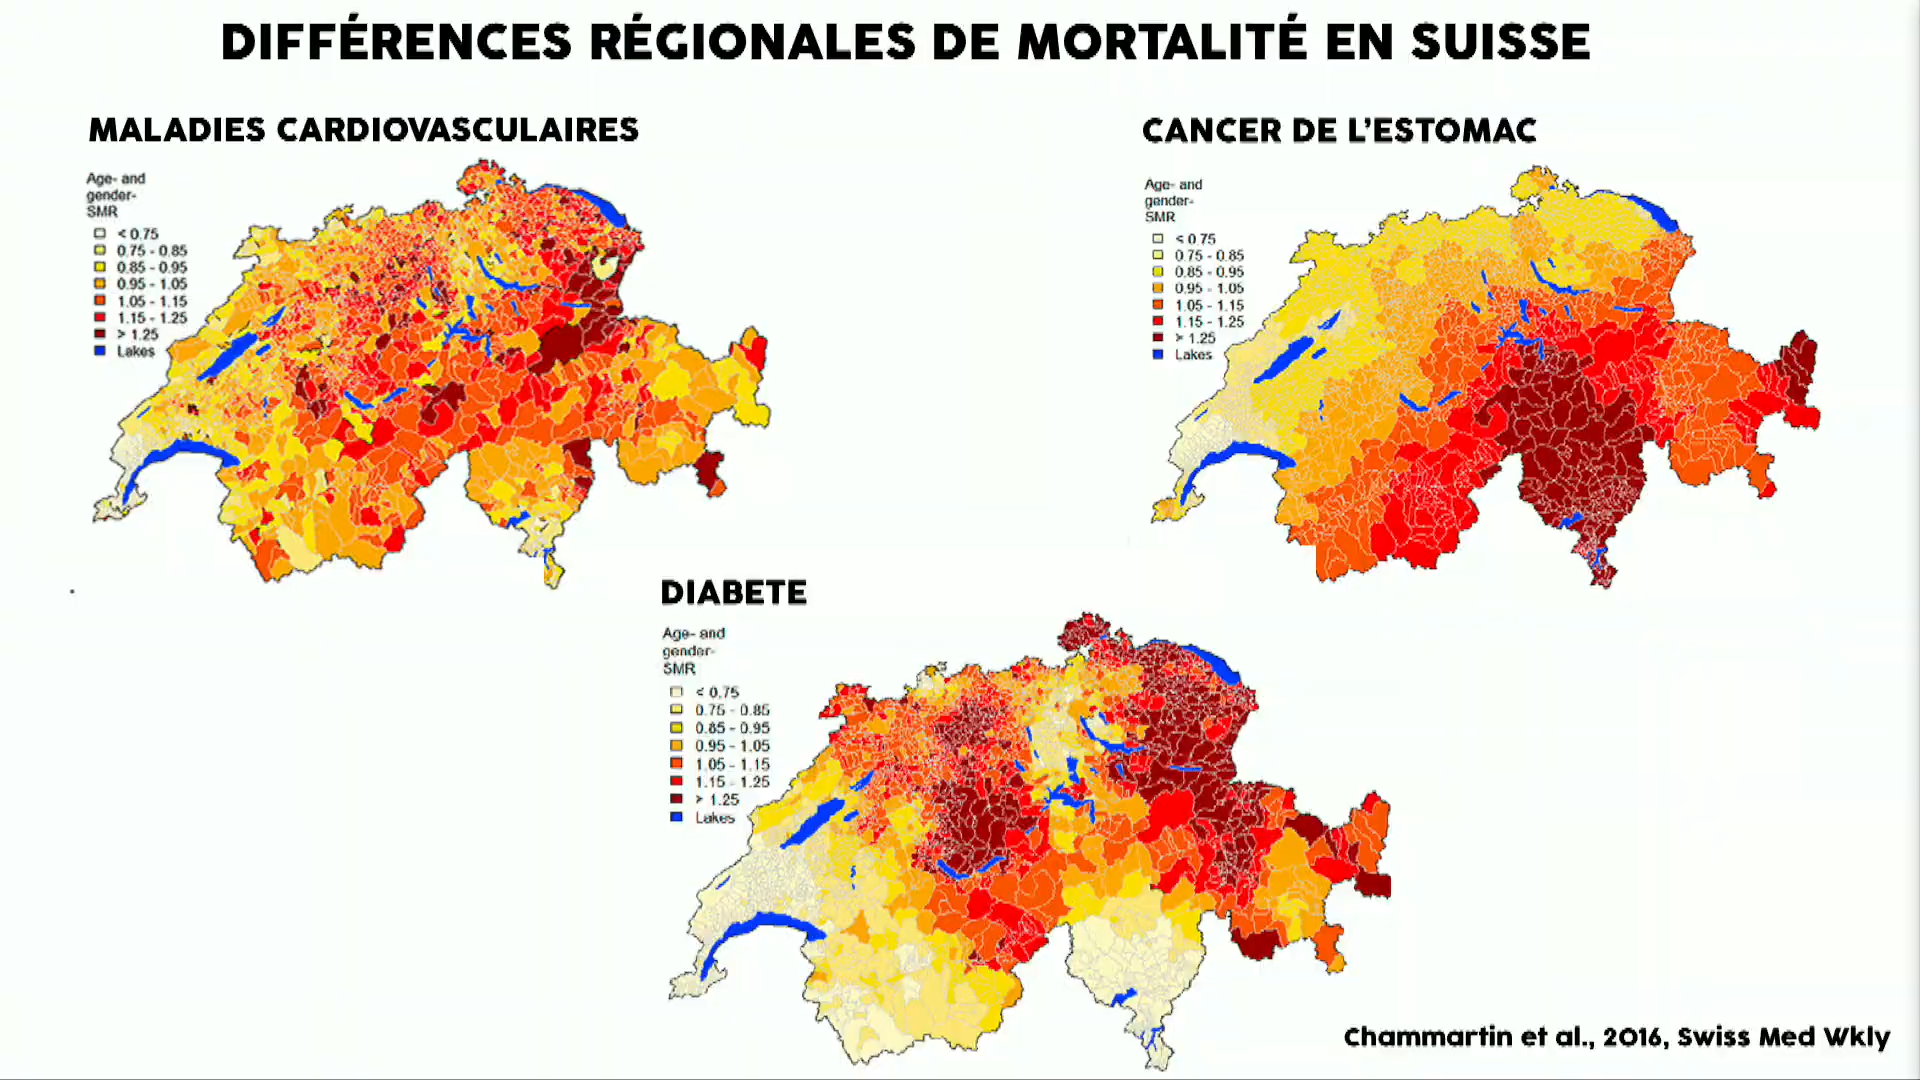 DIFFÉRENCES RÉGIONALES DE MORTALITÉ EN SUISSE
MALADIES CARDIOVASCULAIRES
Age- and
gender-
SMR
< 0.75
0.75 - 0.85
0.85 - 0.95
0.95 - 1.05
1.05 - 1.15
1.15 - 1.25
> 1.25
Lakes
CANCER DE L'ESTOMAC
Age- and
gender-
SMR
< 0.75
0.75 - 0.85
0.85 - 0.95
0.95 - 1.05
1.05 - 1.15
1.15 - 1.25
> 1.25
Lakes
DIABETE
Age- and
gender-
SMR
< 0.75
0.75 - 0.85
0.85 - 0.95
0.95 - 1.05
1.05 - 1.15
1.15 - 1.25
> 1.25
Lakes
Chammartin et al., 2016, Swiss Med Wkly